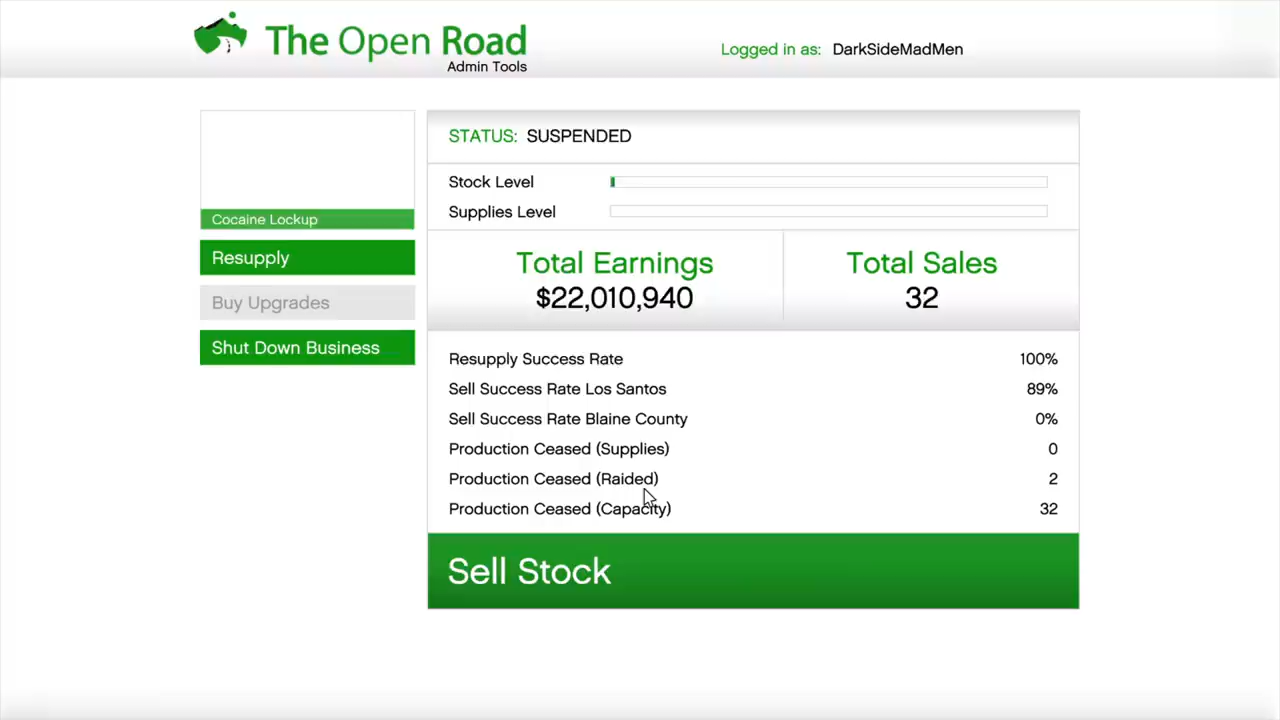 The Open Road
Admin Tools
Logged in as: DarkSideMadMen
Cocaine Lockup
Resupply
Buy Upgrades
Shut Down Business
STATUS: SUSPENDED
Stock Level
Supplies Level
Total Earnings
$22,010,940
Total Sales
32
Resupply Success Rate 100%
Sell Success Rate Los Santos 89%
Sell Success Rate Blaine County 0%
Production Ceased (Supplies) 0
Production Ceased (Raided) 2
Production Ceased (Capacity) 32
Sell Stock